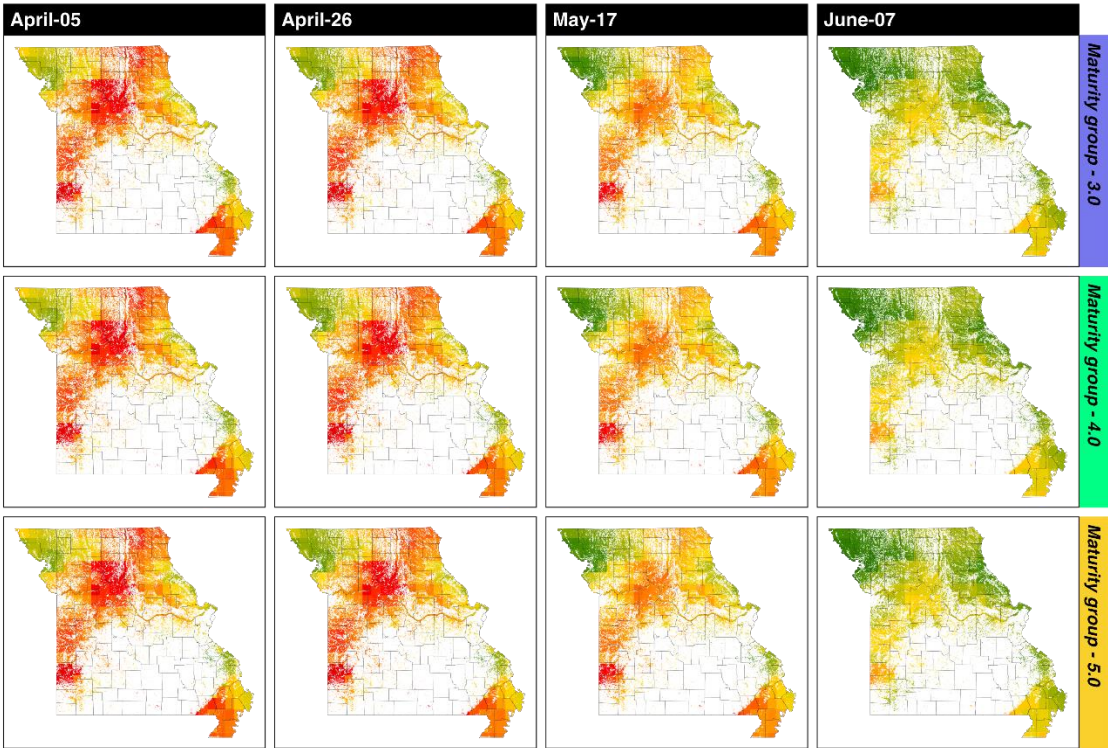 April-05
April-26
May-17
June-07
Maturity group - 3.0
Maturity group - 4.0
Maturity group - 5.0